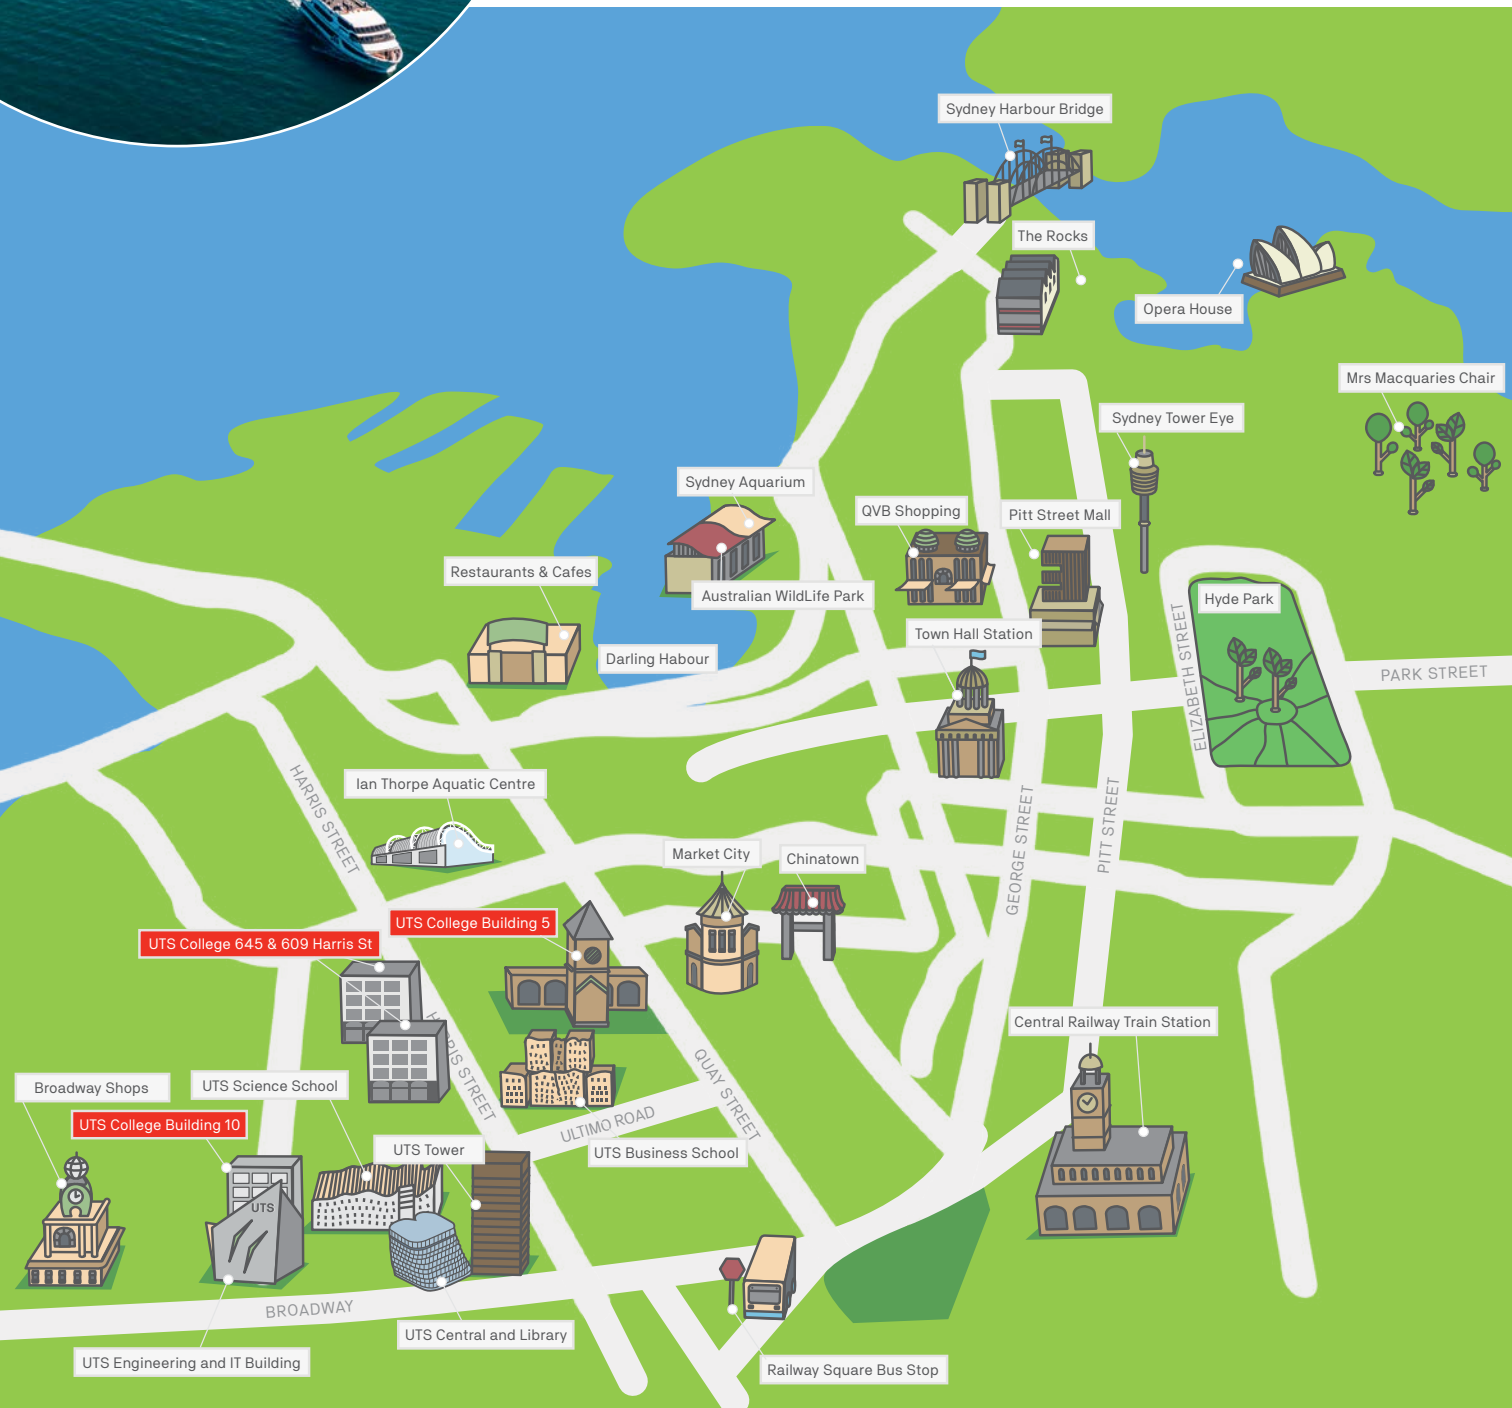 Sydney Harbour Bridge
The Rocks
Opera House
Mrs Macquaries Chair
Sydney Tower Eye
Sydney Aquarium
QVB Shopping
Pitt Street Mall
Restaurants & Cafes
Australian WildLife Park
Hyde Park
Town Hall Station
Darling Habour
ELIZABETH STREET
PARK STREET
HARRIS STREET
Ian Thorpe Aquatic Centre
GEORGE STREET
PITT STREET
Market City
Chinatown
UTS College Building 5
UTS College 645 & 609 Harris St
Central Railway Train Station
HARRIS STREET
QUAY STREET
Broadway Shops
UTS Science School
UTS College Building 10
ULTIMO ROAD
UTS Tower
UTS Business School
UTS
BROADWAY
UTS Central and Library
UTS Engineering and IT Building
Railway Square Bus Stop